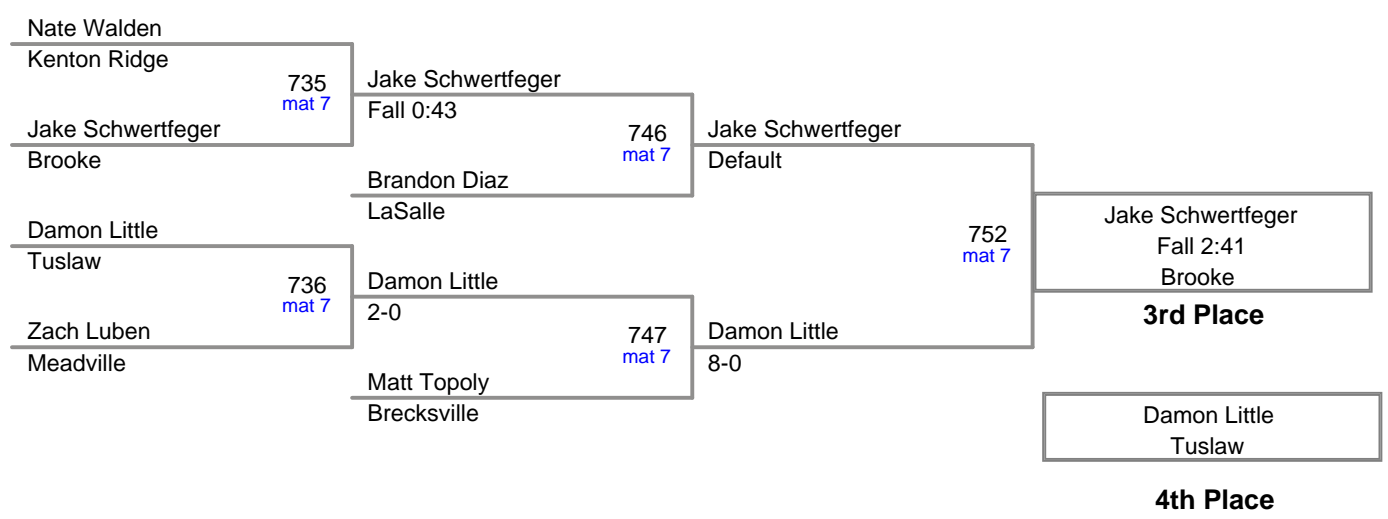 Nate Walden
Kenton Ridge
735
mat 7
Jake Schwertfeger
Brooke
Jake Schwertfeger
Fall 0:43
746
mat 7
Brandon Diaz
LaSalle
Jake Schwertfeger
Default
Damon Little
Tuslaw
736
mat 7
Zach Luben
Meadville
Damon Little
2-0
747
mat 7
Matt Topoly
Brecksville
Damon Little
8-0
752
mat 7
Jake Schwertfeger
Fall 2:41
Brooke
3rd Place
Damon Little
Tuslaw
4th Place